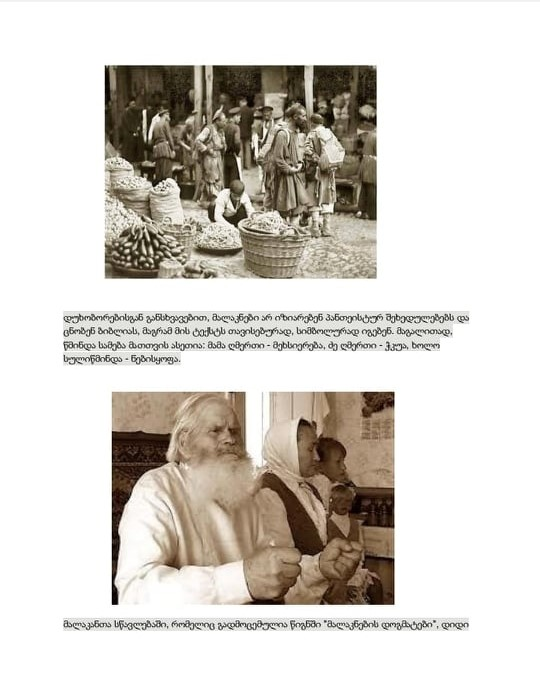 დუხობორებისგან განსხვავებით, მალაკნები არ იზიარებენ პანთეისტურ შეხედულებებს და
ცნობენ ბიბლიას, მაგრამ მის ტექსტს თავისებურად, სიმბოლურად იგებენ. მაგალითად,
წმინდა სამება მათთვის ასეთია: მამა ღმერთი - მეხსიერება, ძე ღმერთი - ჭკუა, ხოლო
სულიწმინდა - ნებისყოფა.
მალაკანთა სწავლებაში, რომელიც გადმოცემულია წიგნში "მალაკნების დოგმატები", დიდი